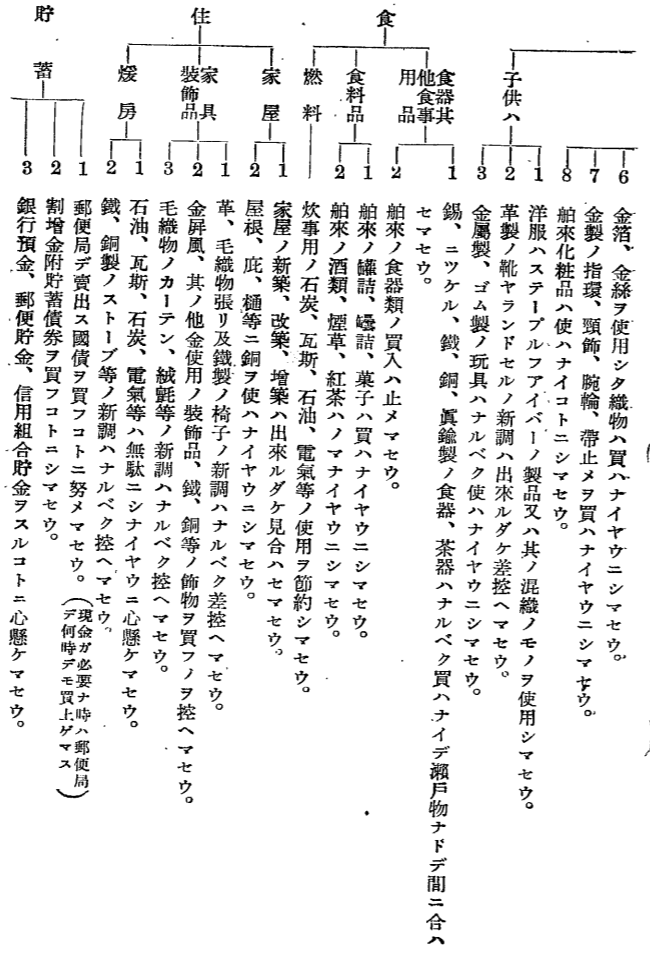 6 金箔、金絲ヲ使用シタ織物ハ買ハナイヤウニシマセウ。
7 金製ノ指環、頸飾、腕輪、帶止メヲ買ハナイヤウニシマセウ。
8 舶來化粧品ハ使ハナイコトニシマセウ。
子供ハ
1 洋服ハステープルフアイバーノ製品又ハ其ノ混織ノモノヲ使用シマセウ。
2 革製ノ靴ヤランドセルノ新調ハ出來ルダケ差控ヘマセウ。
3 金屬製、ゴム製ノ玩具ハナルベク使ハナイヤウニシマセウ。
食
食器其他食事用品
1 錫、ニツケル、鐵、銅、眞鍮製ノ食器、茶器ハナルベク買ハナイデ瀨戸物ナドデ間ニ合ハ
セマセウ。
2 舶來ノ食器類ノ買入ハ止メマセウ。
食料品
1 舶來ノ罐詰、壜詰、菓子ハ買ハナイヤウニシマセウ。
2 舶來ノ酒類、煙草、紅茶ハノマナイヤウニシマセウ。
燃料
炊事用ノ石炭、瓦斯、石油、電氣等ノ使用ヲ節約シマセウ。
住
家屋
1 家屋ノ新築、改築、增築ハ出來ルダケ見合ハセマセウ。
2 屋根、庇、樋等ニ銅ヲ使ハナイヤウニシマセウ。
家具裝飾品
1 革、毛織物張リ及鐵製ノ椅子ノ新調ハナルベク差控ヘマセウ。
2 金屏風、其ノ他金使用ノ裝飾品、鐵、銅等ノ飾物ヲ買フノヲ控ヘマセウ。
3 毛織物ノカーテン、絨氈等ノ新調ハナルベク控ヘマセウ。
煖房
1 石油、瓦斯、石炭、電氣等ハ無駄ニシナイヤウニ心懸ケマセウ。
2 鐵、銅製ノストーブ等ノ新調ハナルベク控ヘマセウ。
貯蓄
1 郵便局デ賣出ス國債ヲ買フコトニ努メマセウ。
(現金ガ必要ナ時ハ郵便局
デ何時デモ買上ゲマス)
2 割增金附貯蓄債券ヲ買フコトニシマセウ。
3 銀行預金、郵便貯金、信用組合貯金ヲスルコトニ心懸ケマセウ。